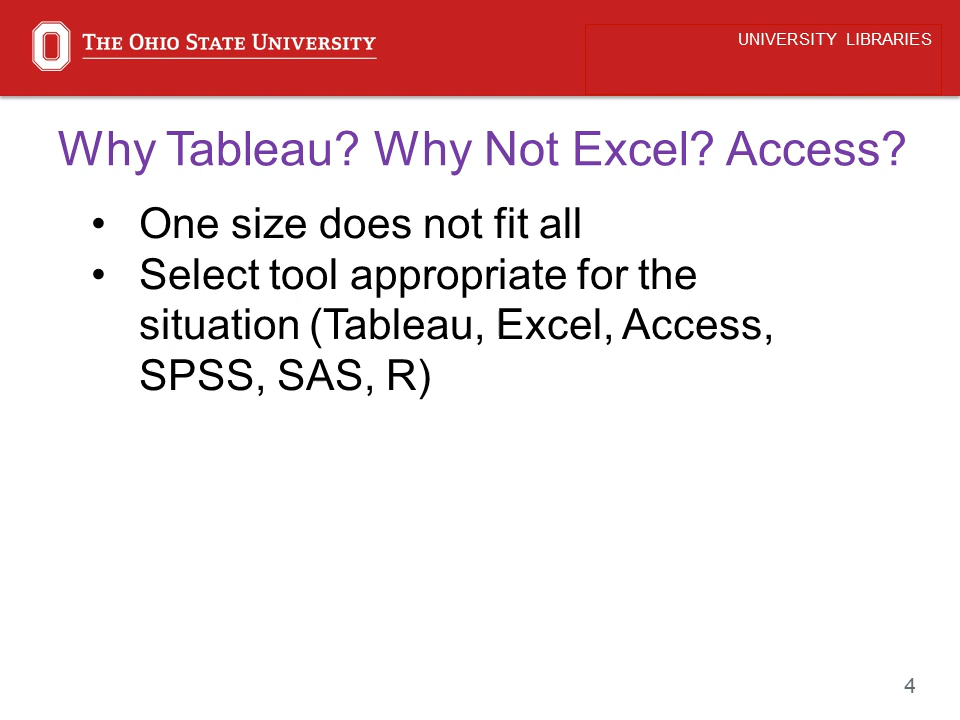 THE OHIO STATE UNIVERSITY
UNIVERSITY LIBRARIES
Why Tableau? Why Not Excel? Access?
• One size does not fit all
• Select tool appropriate for the
situation (Tableau, Excel, Access,
SPSS, SAS, R)
4